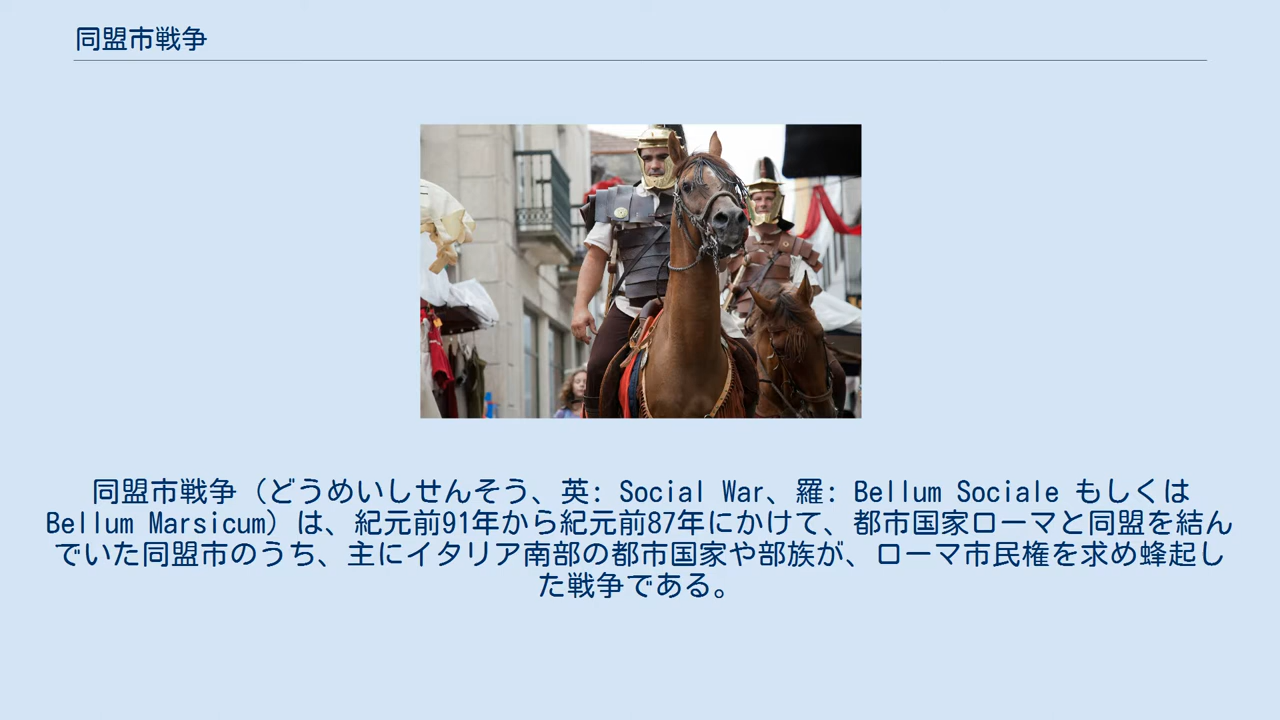 同盟市戦争
同盟市戦争（どうめいしせんそう、英: Social War、羅: Bellum Sociale もしくは
Bellum Marsicum）は、紀元前91年から紀元前87年にかけて、都市国家ローマと同盟を結ん
でいた同盟市のうち、主にイタリア南部の都市国家や部族が、ローマ市民権を求め蜂起し
た戦争である。